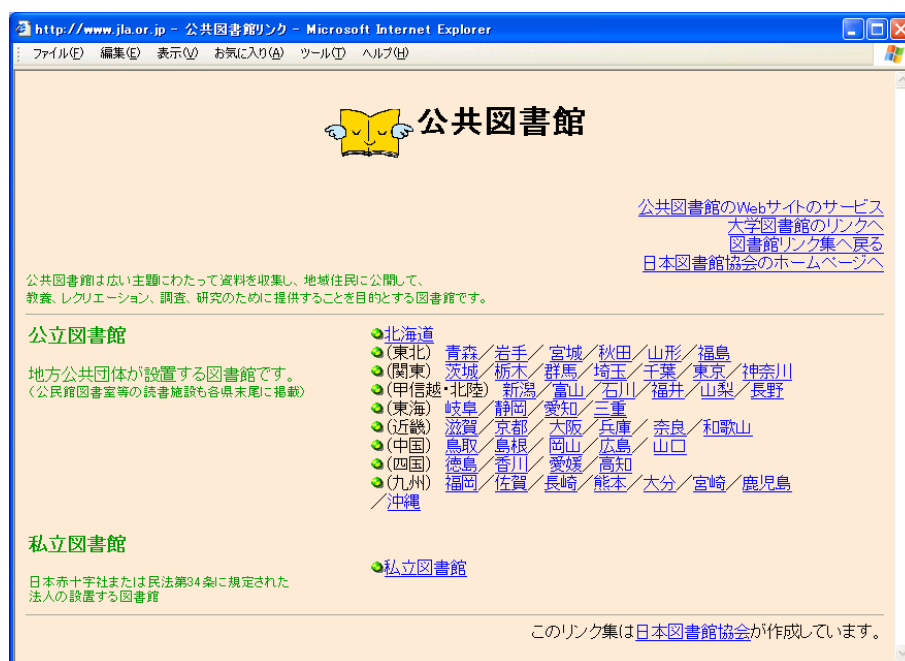 http://www.jla.or.jp - 公共図書館リンク - Microsoft Internet Explorer
ファイル(F) 編集(E) 表示(V) お気に入り(A) ツール(T) ヘルプ(H)
公共図書館
公共図書館のWebサイトのサービス
大学図書館のリンクへ
図書館リンク集へ戻る
日本図書館協会のホームページへ
公共図書館は広い主題にわたって資料を収集し、地域住民に公開して、
教養、レクリエーション、調査、研究のために提供することを目的とする図書館です。
公立図書館
地方公共団体が設置する図書館です。
(公民館図書室等の読書施設も各県末尾に掲載)
北海道
(東北) 青森／岩手／ 宮城／秋田／山形／福島
(関東) 茨城／栃木／群馬／埼玉／千葉／東京／神奈川
(甲信越・北陸) 新潟／富山／石川／福井／山梨／長野
(東海) 岐阜／静岡／愛知／三重
(近畿) 滋賀／京都／大阪／兵庫／ 奈良／和歌山
(中国) 鳥取／島根／岡山／広島／ 山口
(四国) 徳島／香川／ 愛媛／高知
(九州) 福岡／佐賀／長崎／熊本／大分／宮崎／鹿児島
／沖縄
私立図書館
日本赤十字社または民法第34条に規定された
法人の設置する図書館
私立図書館
このリンク集は日本図書館協会が作成しています。